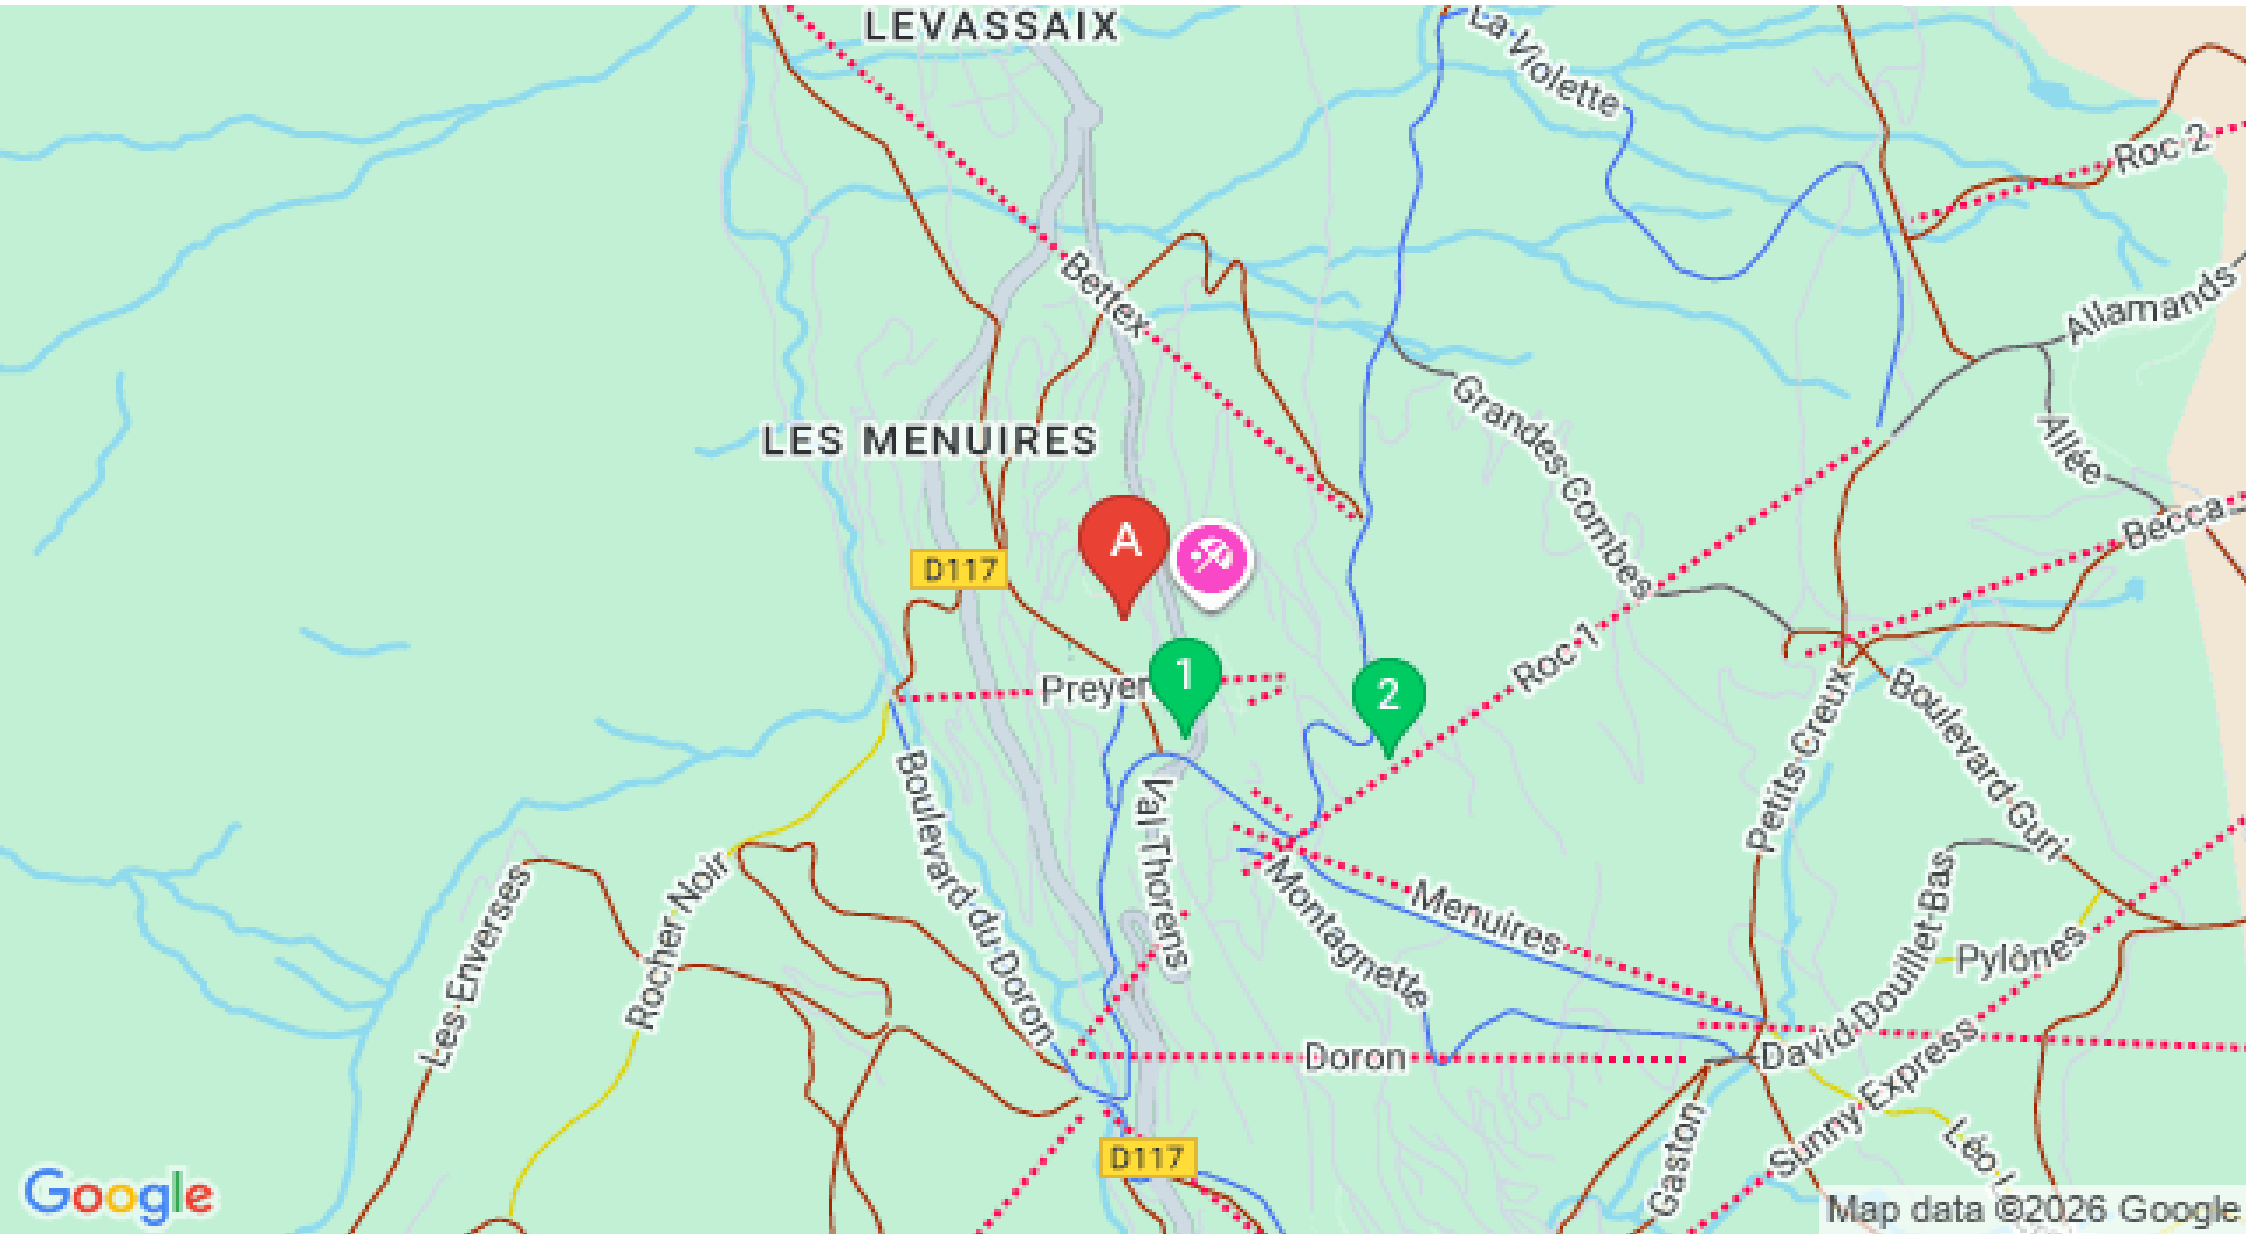 LEVASSAIX
La Violette
Roc 2
Bettex
Allamands
Grandes Combes
LES MENUIRES
Allée
Becca
A
D117
Roc 1
1
2
Preyer
Petits Creux
Boulevard Guri
Boulevard du Doron
Val Thorens
Montagnette
Menuires
Les Enverses
Rocher Noir
David Douillet Bas
Pylônes
Doron
Sunny Express
Gaston
Léo
D117
Google
Map data ©2026 Google